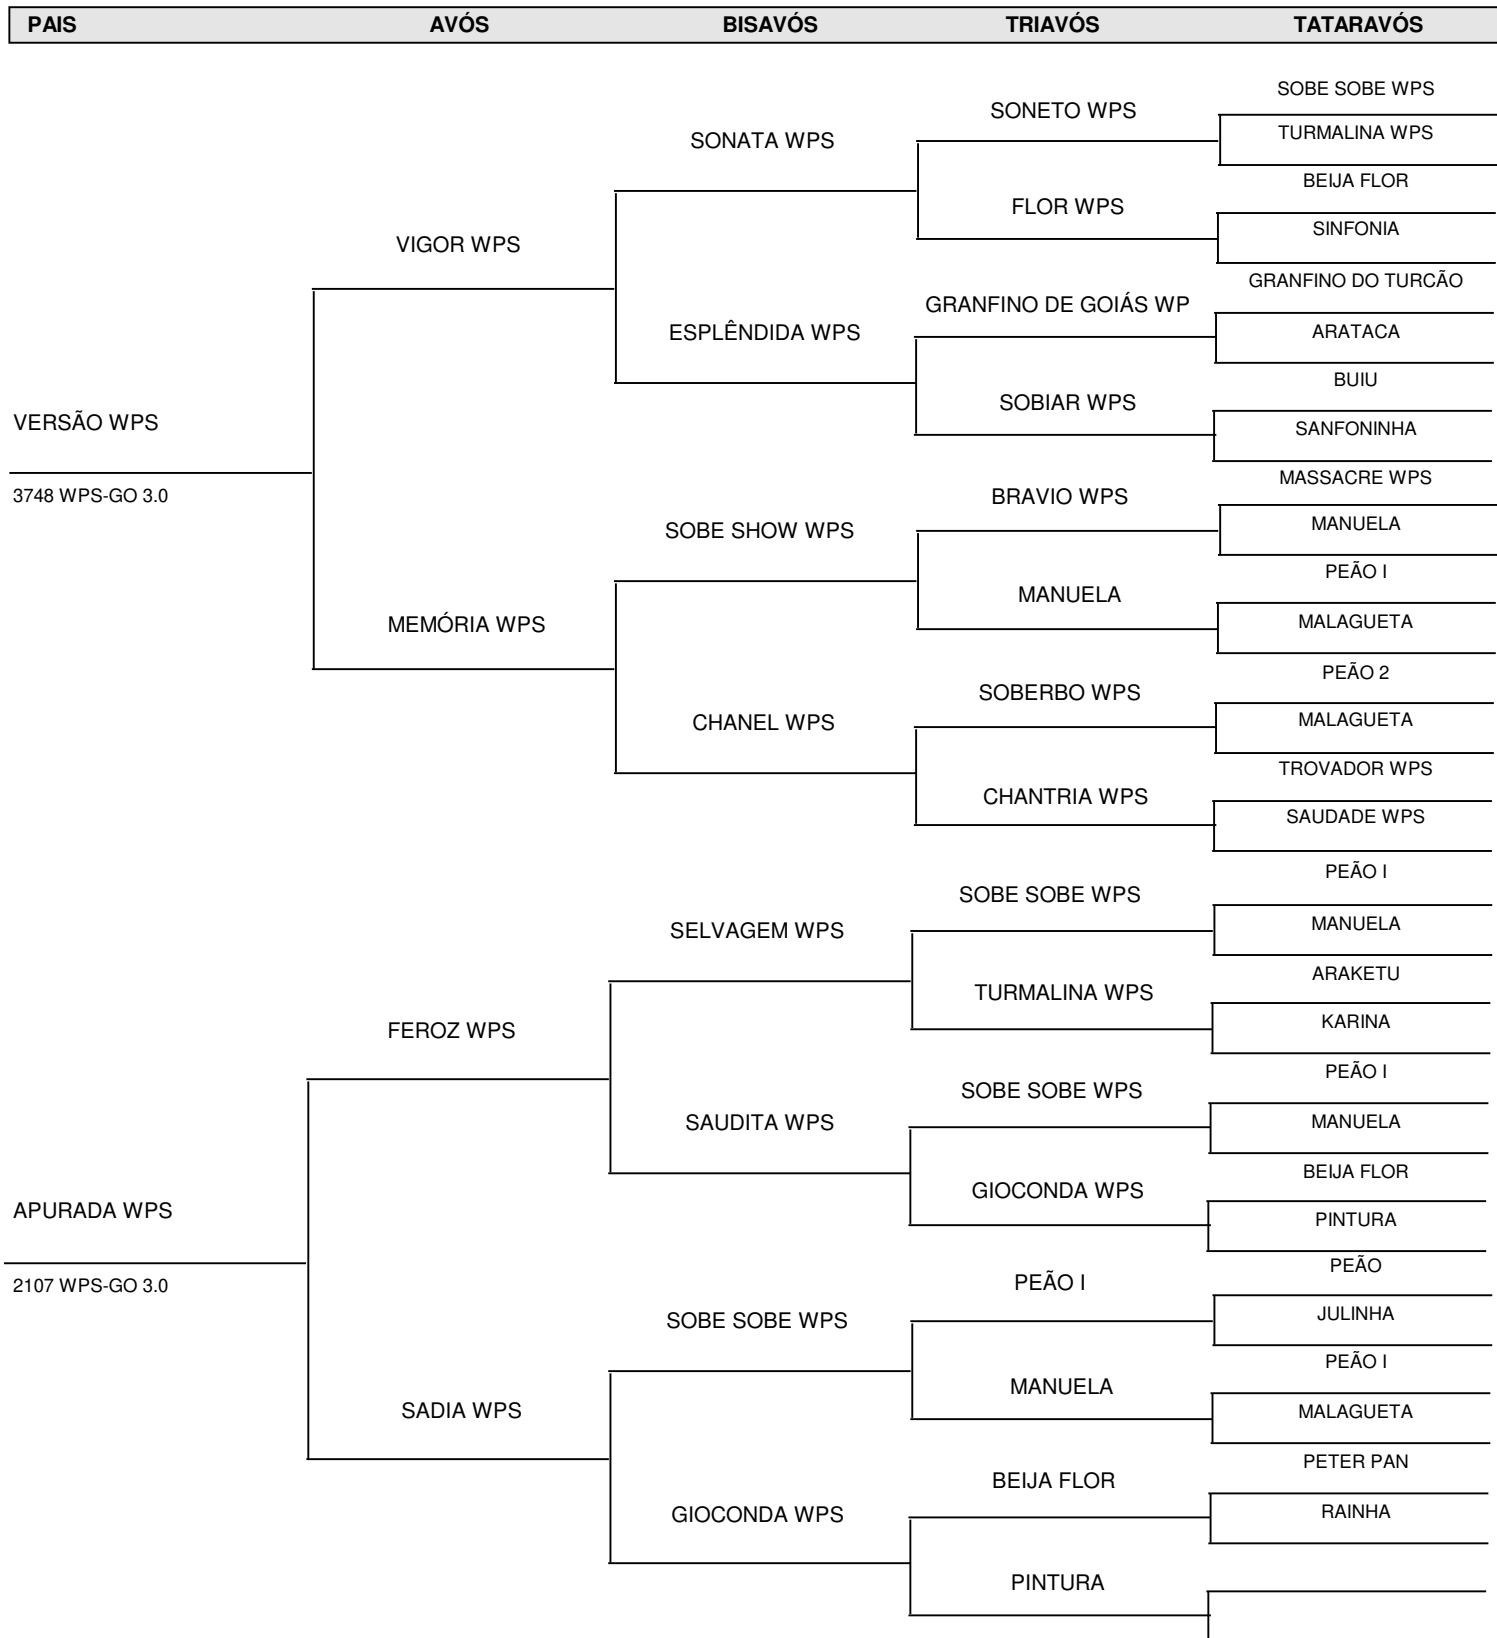 PAIS AVÓS BISAVÓS TRIAVÓS TATARAVÓS
SOBE SOBE WPS
SONETO WPS
TURMALINA WPS
SONATA WPS
BEIJA FLOR
FLOR WPS
SINFONIA
VIGOR WPS
GRANFINO DO TURCÃO
GRANFINO DE GOIÁS WP
ARATACA
ESPLÊNDIDA WPS
BUIU
SOBIAR WPS
VERSÃO WPS
SANFONINHA
3748 WPS-GO 3.0
MASSACRE WPS
BRAVIO WPS
MANUELA
SOBE SHOW WPS
PEÃO I
MANUELA
MALAGUETA
MEMÓRIA WPS
PEÃO 2
SOBERBO WPS
MALAGUETA
CHANEL WPS
TROVADOR WPS
CHANTRIA WPS
SAUDADE WPS
PEÃO I
SOBE SOBE WPS
MANUELA
SELVAGEM WPS
ARAKETU
TURMALINA WPS
KARINA
FEROZ WPS
PEÃO I
SOBE SOBE WPS
MANUELA
SAUDITA WPS
BEIJA FLOR
GIOCONDA WPS
APURADA WPS
PINTURA
2107 WPS-GO 3.0
PEÃO
PEÃO I
JULINHA
SOBE SOBE WPS
PEÃO I
MANUELA
MALAGUETA
SADIA WPS
PETER PAN
BEIJA FLOR
RAINHA
GIOCONDA WPS
PINTURA